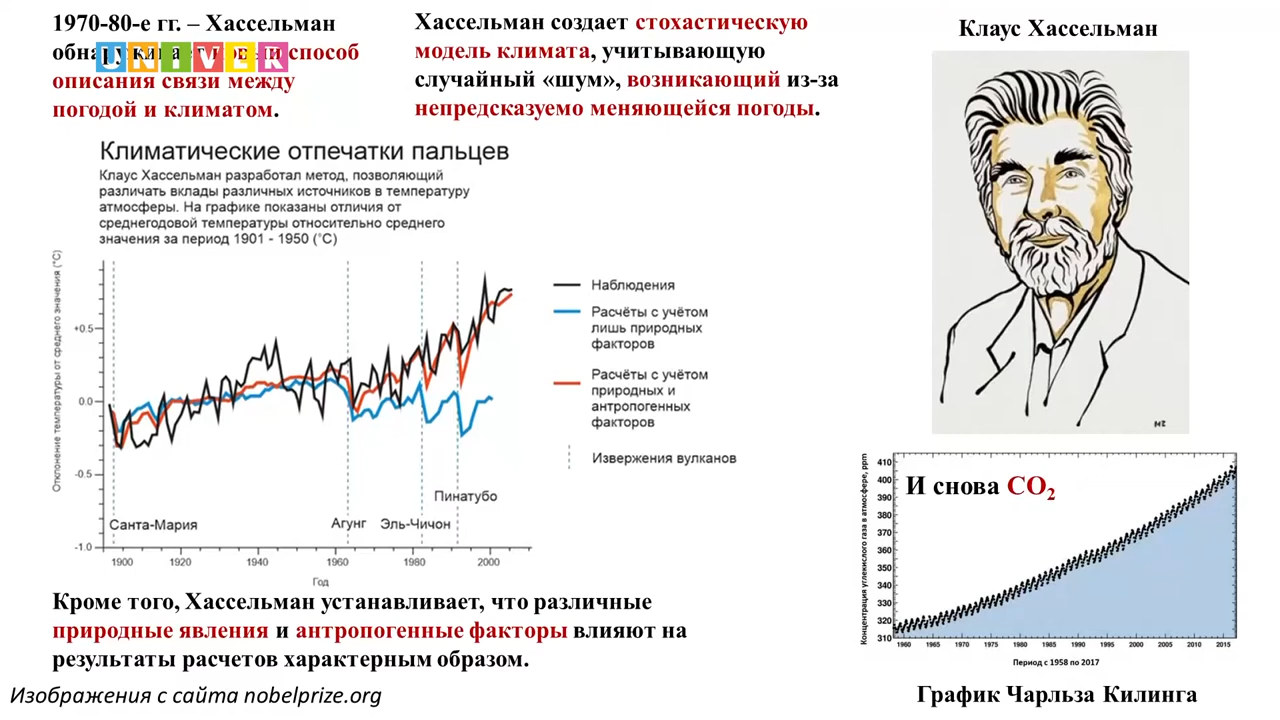 1970-80-е гг. – Хассельман
способ
описания связи между
погодой и климатом.
UNIVER
Хассельман создает стохастическую
модель климата, учитывающую
случайный «шум», возникающий из-за
непредсказуемо меняющейся погоды.
Клаус Хассельман
Климатические отпечатки пальцев
Клаус Хассельман разработал метод, позволяющий
различать вклады различных источников в температуру
атмосферы. На графике показаны отличия от
среднегодовой температуры относительно среднего
значения за период 1901 - 1950 (°C)
Отклонение температуры от среднего значения (°C)
+0.5
0.0
-0.5
-1.0
Санта-Мария
Агунг
Эль-Чичон
Пинатубо
1900 1920 1940 1960 1980 2000
Год
Наблюдения
Расчёты с учётом
лишь природных
факторов
Расчёты с учётом
природных и
антропогенных
факторов
Извержения вулканов
И снова CO₂
Концентрация углекислого газа в атмосфере, ppm
410
400
390
380
370
360
350
340
330
320
310
1960 1965 1970 1975 1980 1985 1990 1995 2000 2005 2010 2015
Период с 1958 по 2017
График Чарльза Килинга
Кроме того, Хассельман устанавливает, что различные
природные явления и антропогенные факторы влияют на
результаты расчетов характерным образом.
Изображения с сайта nobelprize.org